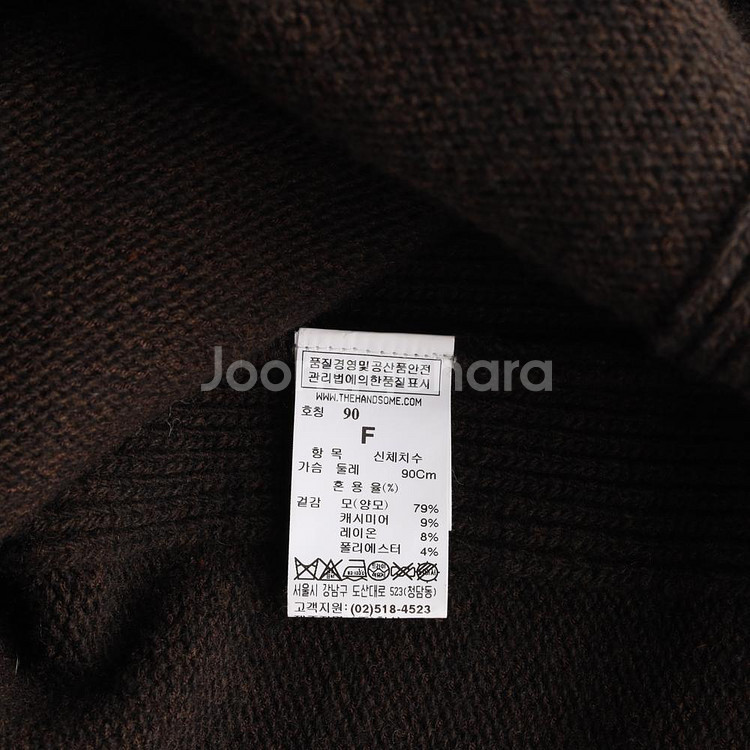 품질경영및공산품안전
관리법에의한품질표시
WWW.THEHANDSOME.COM
호칭 90
F
항 목 신체치수
가슴 둘레 90Cm
혼 용 율(%)
겉감 모(양모) 79%
캐시미어 9%
레이온 8%
폴리에스터 4%
서울시 강남구 도산대로 523(청담동)
고객지원: (02)518-4523